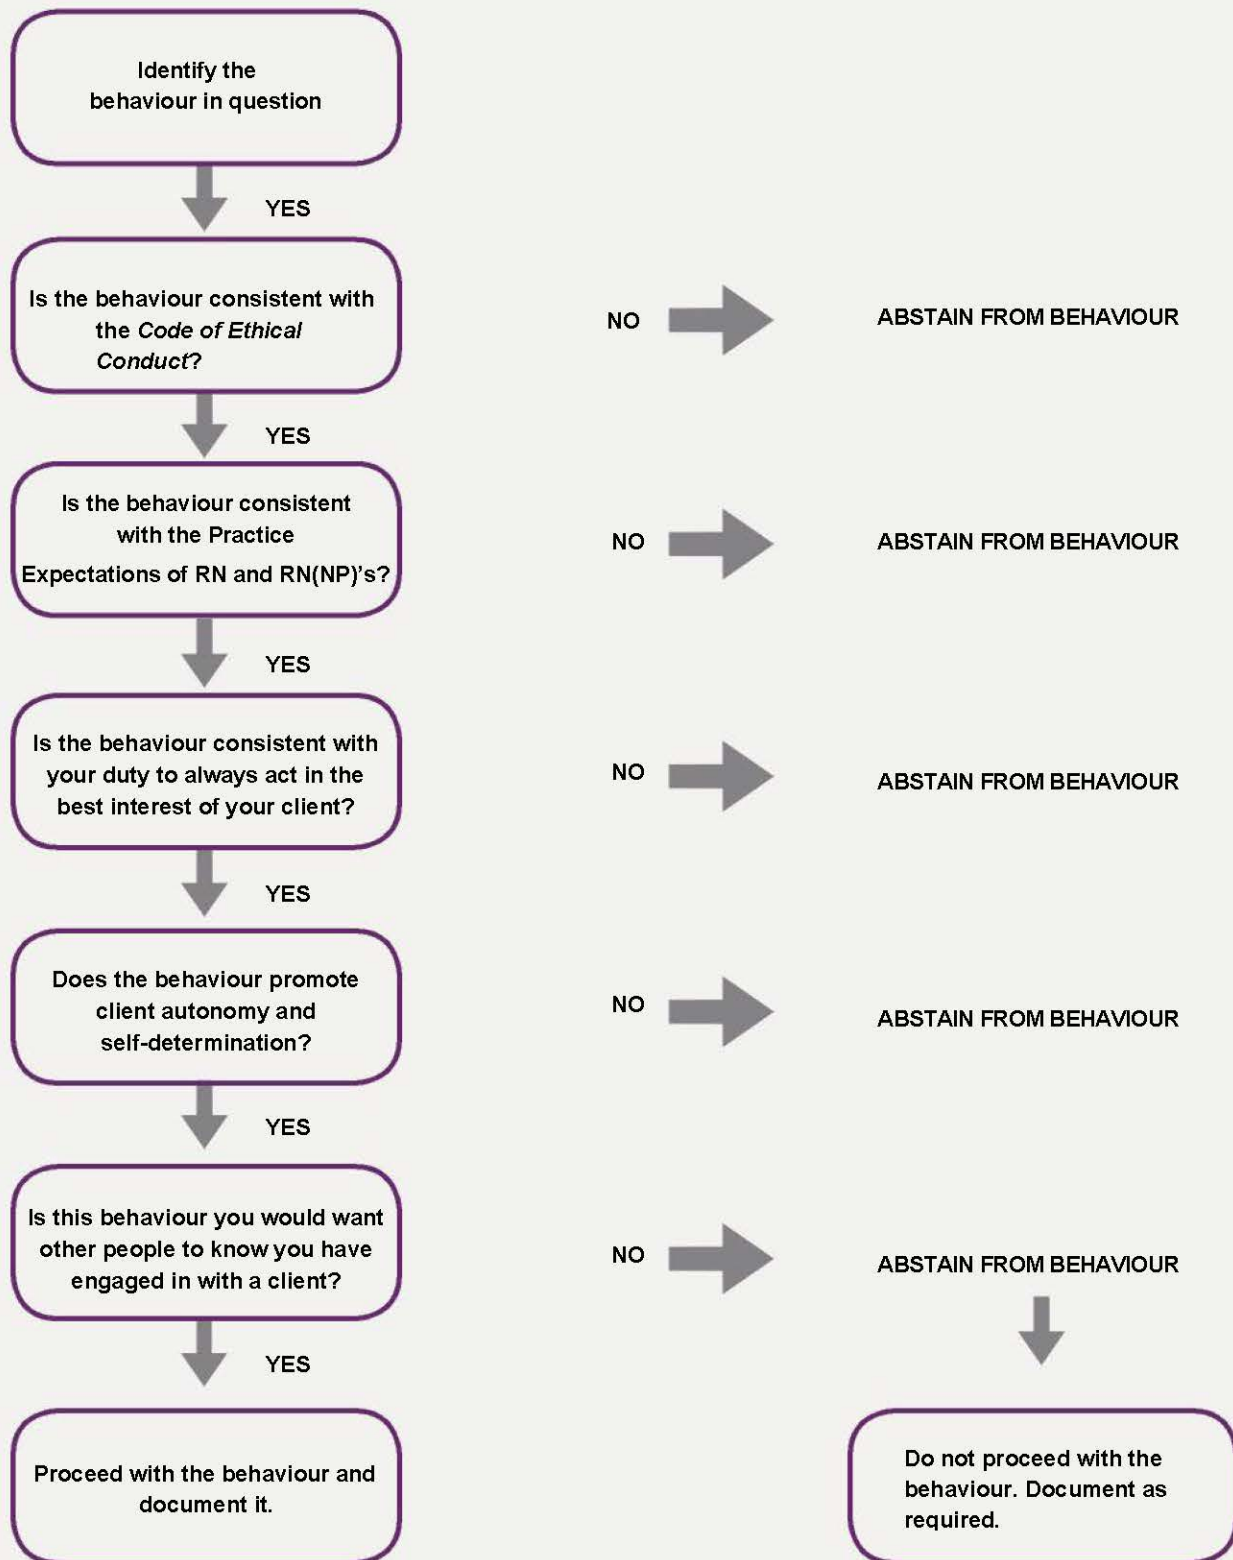 Identify the
behaviour in question
YES
Is the behaviour consistent with
the Code of Ethical
Conduct?
NO
ABSTAIN FROM BEHAVIOUR
YES
Is the behaviour consistent
with the Practice
Expectations of RN and RN(NP)'s?
NO
ABSTAIN FROM BEHAVIOUR
YES
Is the behaviour consistent with
your duty to always act in the
best interest of your client?
NO
ABSTAIN FROM BEHAVIOUR
YES
Does the behaviour promote
client autonomy and
self-determination?
NO
ABSTAIN FROM BEHAVIOUR
YES
Is this behaviour you would want
other people to know you have
engaged in with a client?
NO
ABSTAIN FROM BEHAVIOUR
YES
Proceed with the behaviour and
document it.
Do not proceed with the
behaviour. Document as
required.